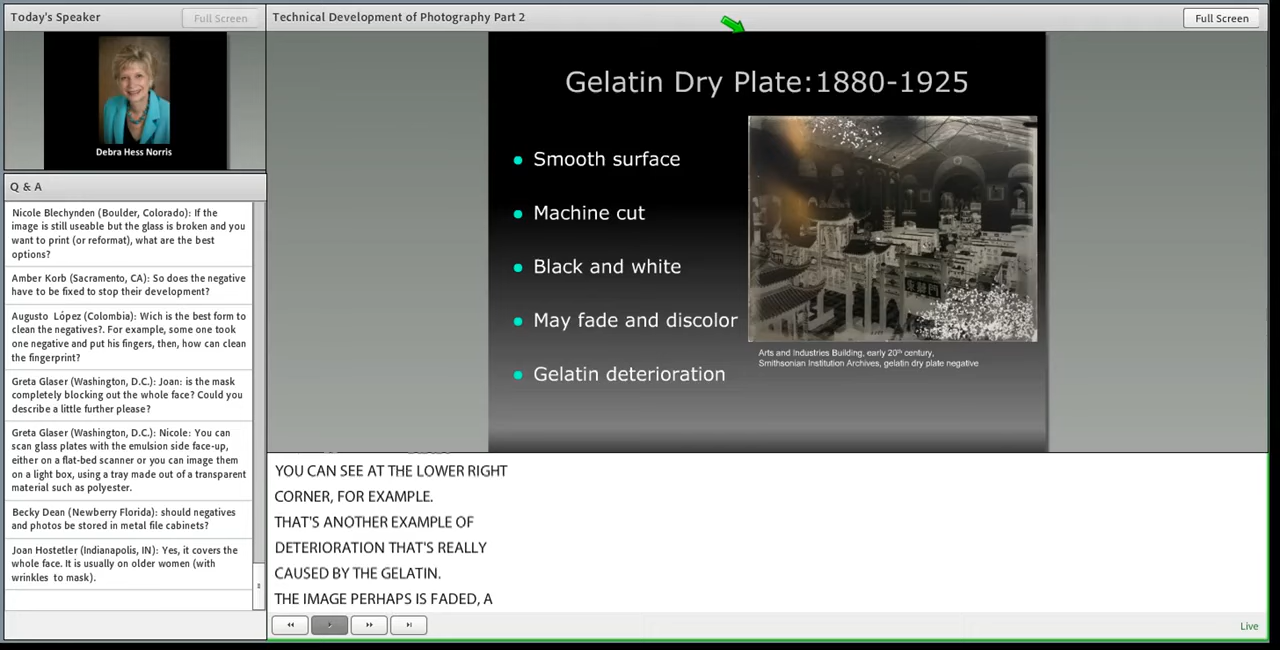 Today's Speaker
Full Screen
Technical Development of Photography Part 2
Full Screen
Debra Hess Norris
Q & A
Nicole Blechynden (Boulder, Colorado): If the
image is still useable but the glass is broken and you
want to print (or reformat), what are the best
options?
Amber Korb (Sacramento, CA): So does the negative
have to be fixed to stop their development?
Augusto López (Colombia): Wich is the best form to
clean the negatives?. For example, some one took
one negative and put his fingers, then, how can clean
the fingerprint?
Greta Glaser (Washington, D.C.): Joan: is the mask
completely blocking out the whole face? Could you
describe a little further please?
Greta Glaser (Washington, D.C.): Nicole: You can
scan glass plates with the emulsion side face-up,
either on a flat-bed scanner or you can image them
on a light box, using a tray made out of a transparent
material such as polyester.
Becky Dean (Newberry Florida): should negatives
and photos be stored in metal file cabinets?
Joan Hostetler (Indianapolis, IN): Yes, it covers the
whole face. It is usually on older women (with
wrinkles to mask).
Gelatin Dry Plate:1880-1925
Smooth surface
Machine cut
Black and white
May fade and discolor
Gelatin deterioration
Arts and Industries Building, early 20th century,
Smithsonian Institution Archives, gelatin dry plate negative
YOU CAN SEE AT THE LOWER RIGHT
CORNER, FOR EXAMPLE.
THAT'S ANOTHER EXAMPLE OF
DETERIORATION THAT'S REALLY
CAUSED BY THE GELATIN.
THE IMAGE PERHAPS IS FADED, A
Live